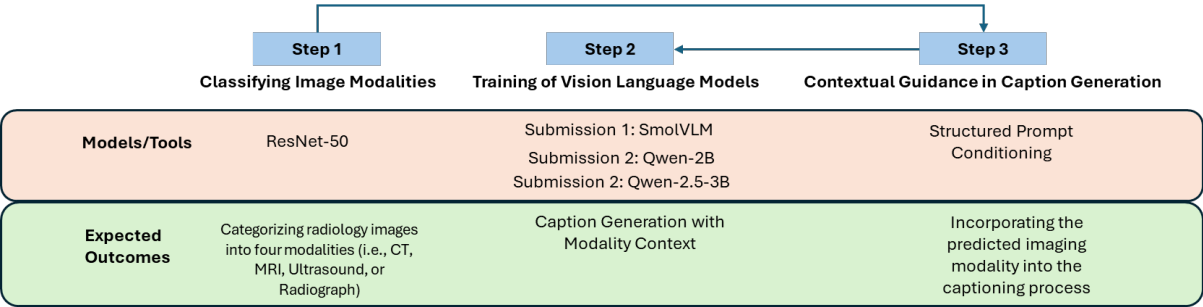 Step 1
Step 2
Step 3
Classifying Image Modalities
Training of Vision Language Models
Contextual Guidance in Caption Generation
Models/Tools
ResNet-50
Submission 1: SmolVLM
Submission 2: Qwen-2B
Submission 2: Qwen-2.5-3B
Structured Prompt
Conditioning
Expected
Outcomes
Categorizing radiology images
into four modalities (i.e., CT,
MRI, Ultrasound, or
Radiograph)
Caption Generation with
Modality Context
Incorporating the
predicted imaging
modality into the
captioning process